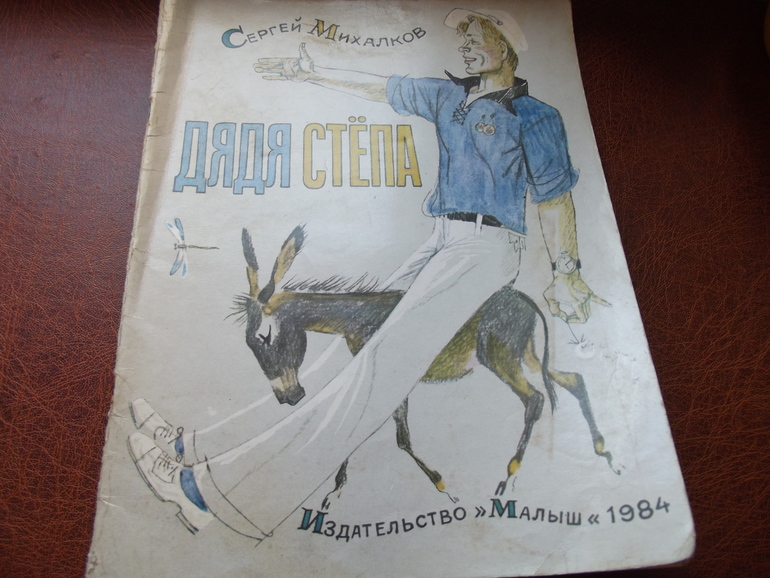 Сергей Михалков
ДЯДЯ СТЁПА
Издательство »Малыш« 1984